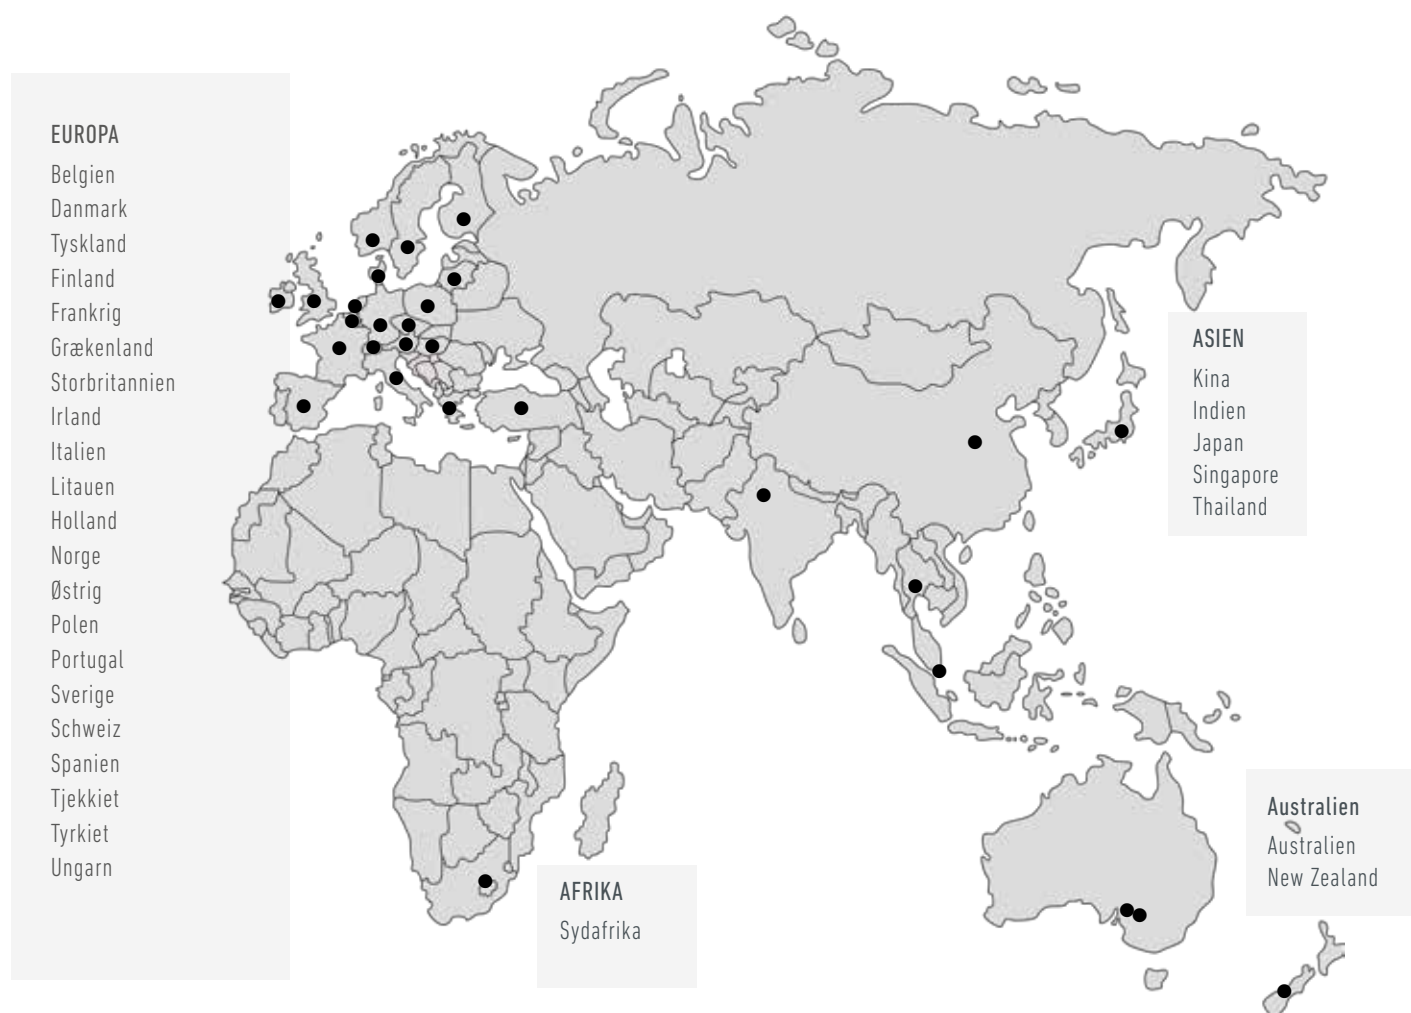 EUROPA
Belgien
Danmark
Tyskland
Finland
Frankrig
Grækenland
Storbritannien
Irland
Italien
Litauen
Holland
Norge
Østrig
Polen
Portugal
Sverige
Schweiz
Spanien
Tjekkiet
Tyrkiet
Ungarn
ASIEN
Kina
Indien
Japan
Singapore
Thailand
AFRIKA
Sydafrika
Australien
Australien
New Zealand